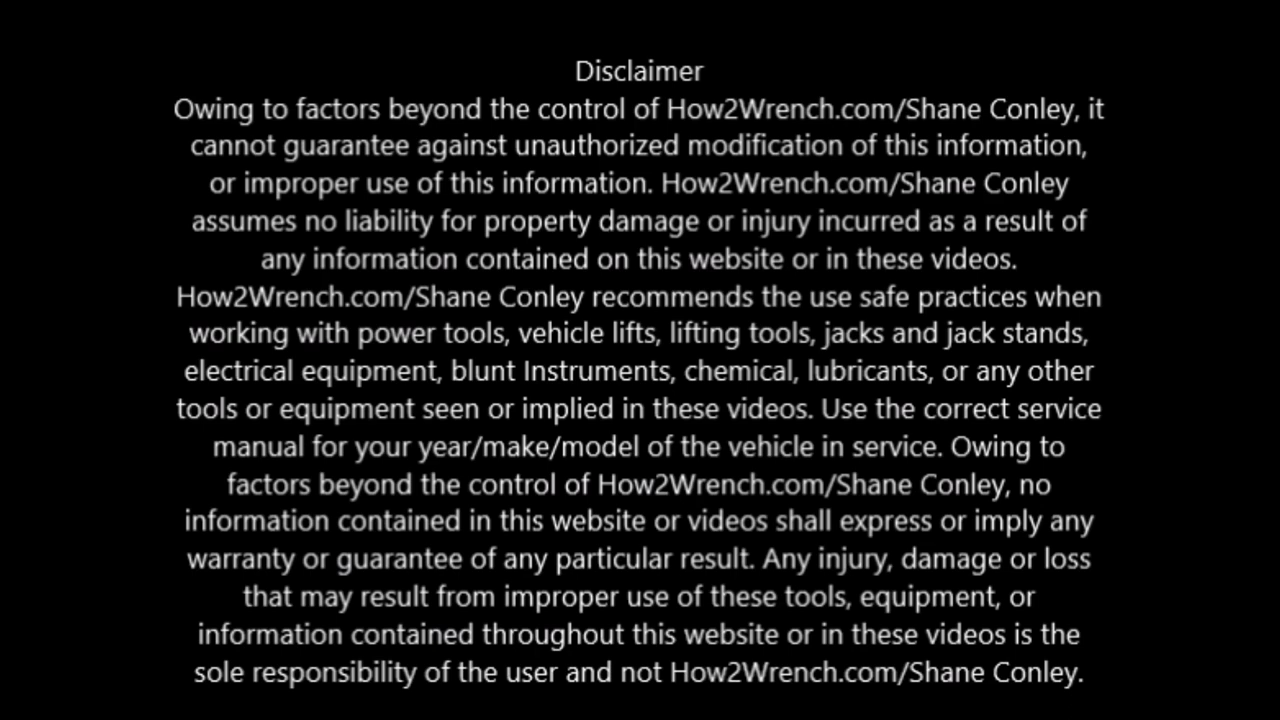 Disclaimer
Owing to factors beyond the control of How2Wrench.com/Shane Conley, it
cannot guarantee against unauthorized modification of this information,
or improper use of this information. How2Wrench.com/Shane Conley
assumes no liability for property damage or injury incurred as a result of
any information contained on this website or in these videos.
How2Wrench.com/Shane Conley recommends the use safe practices when
working with power tools, vehicle lifts, lifting tools, jacks and jack stands,
electrical equipment, blunt Instruments, chemical, lubricants, or any other
tools or equipment seen or implied in these videos. Use the correct service
manual for your year/make/model of the vehicle in service. Owing to
factors beyond the control of How2Wrench.com/Shane Conley, no
information contained in this website or videos shall express or imply any
warranty or guarantee of any particular result. Any injury, damage or loss
that may result from improper use of these tools, equipment, or
information contained throughout this website or in these videos is the
sole responsibility of the user and not How2Wrench.com/Shane Conley.